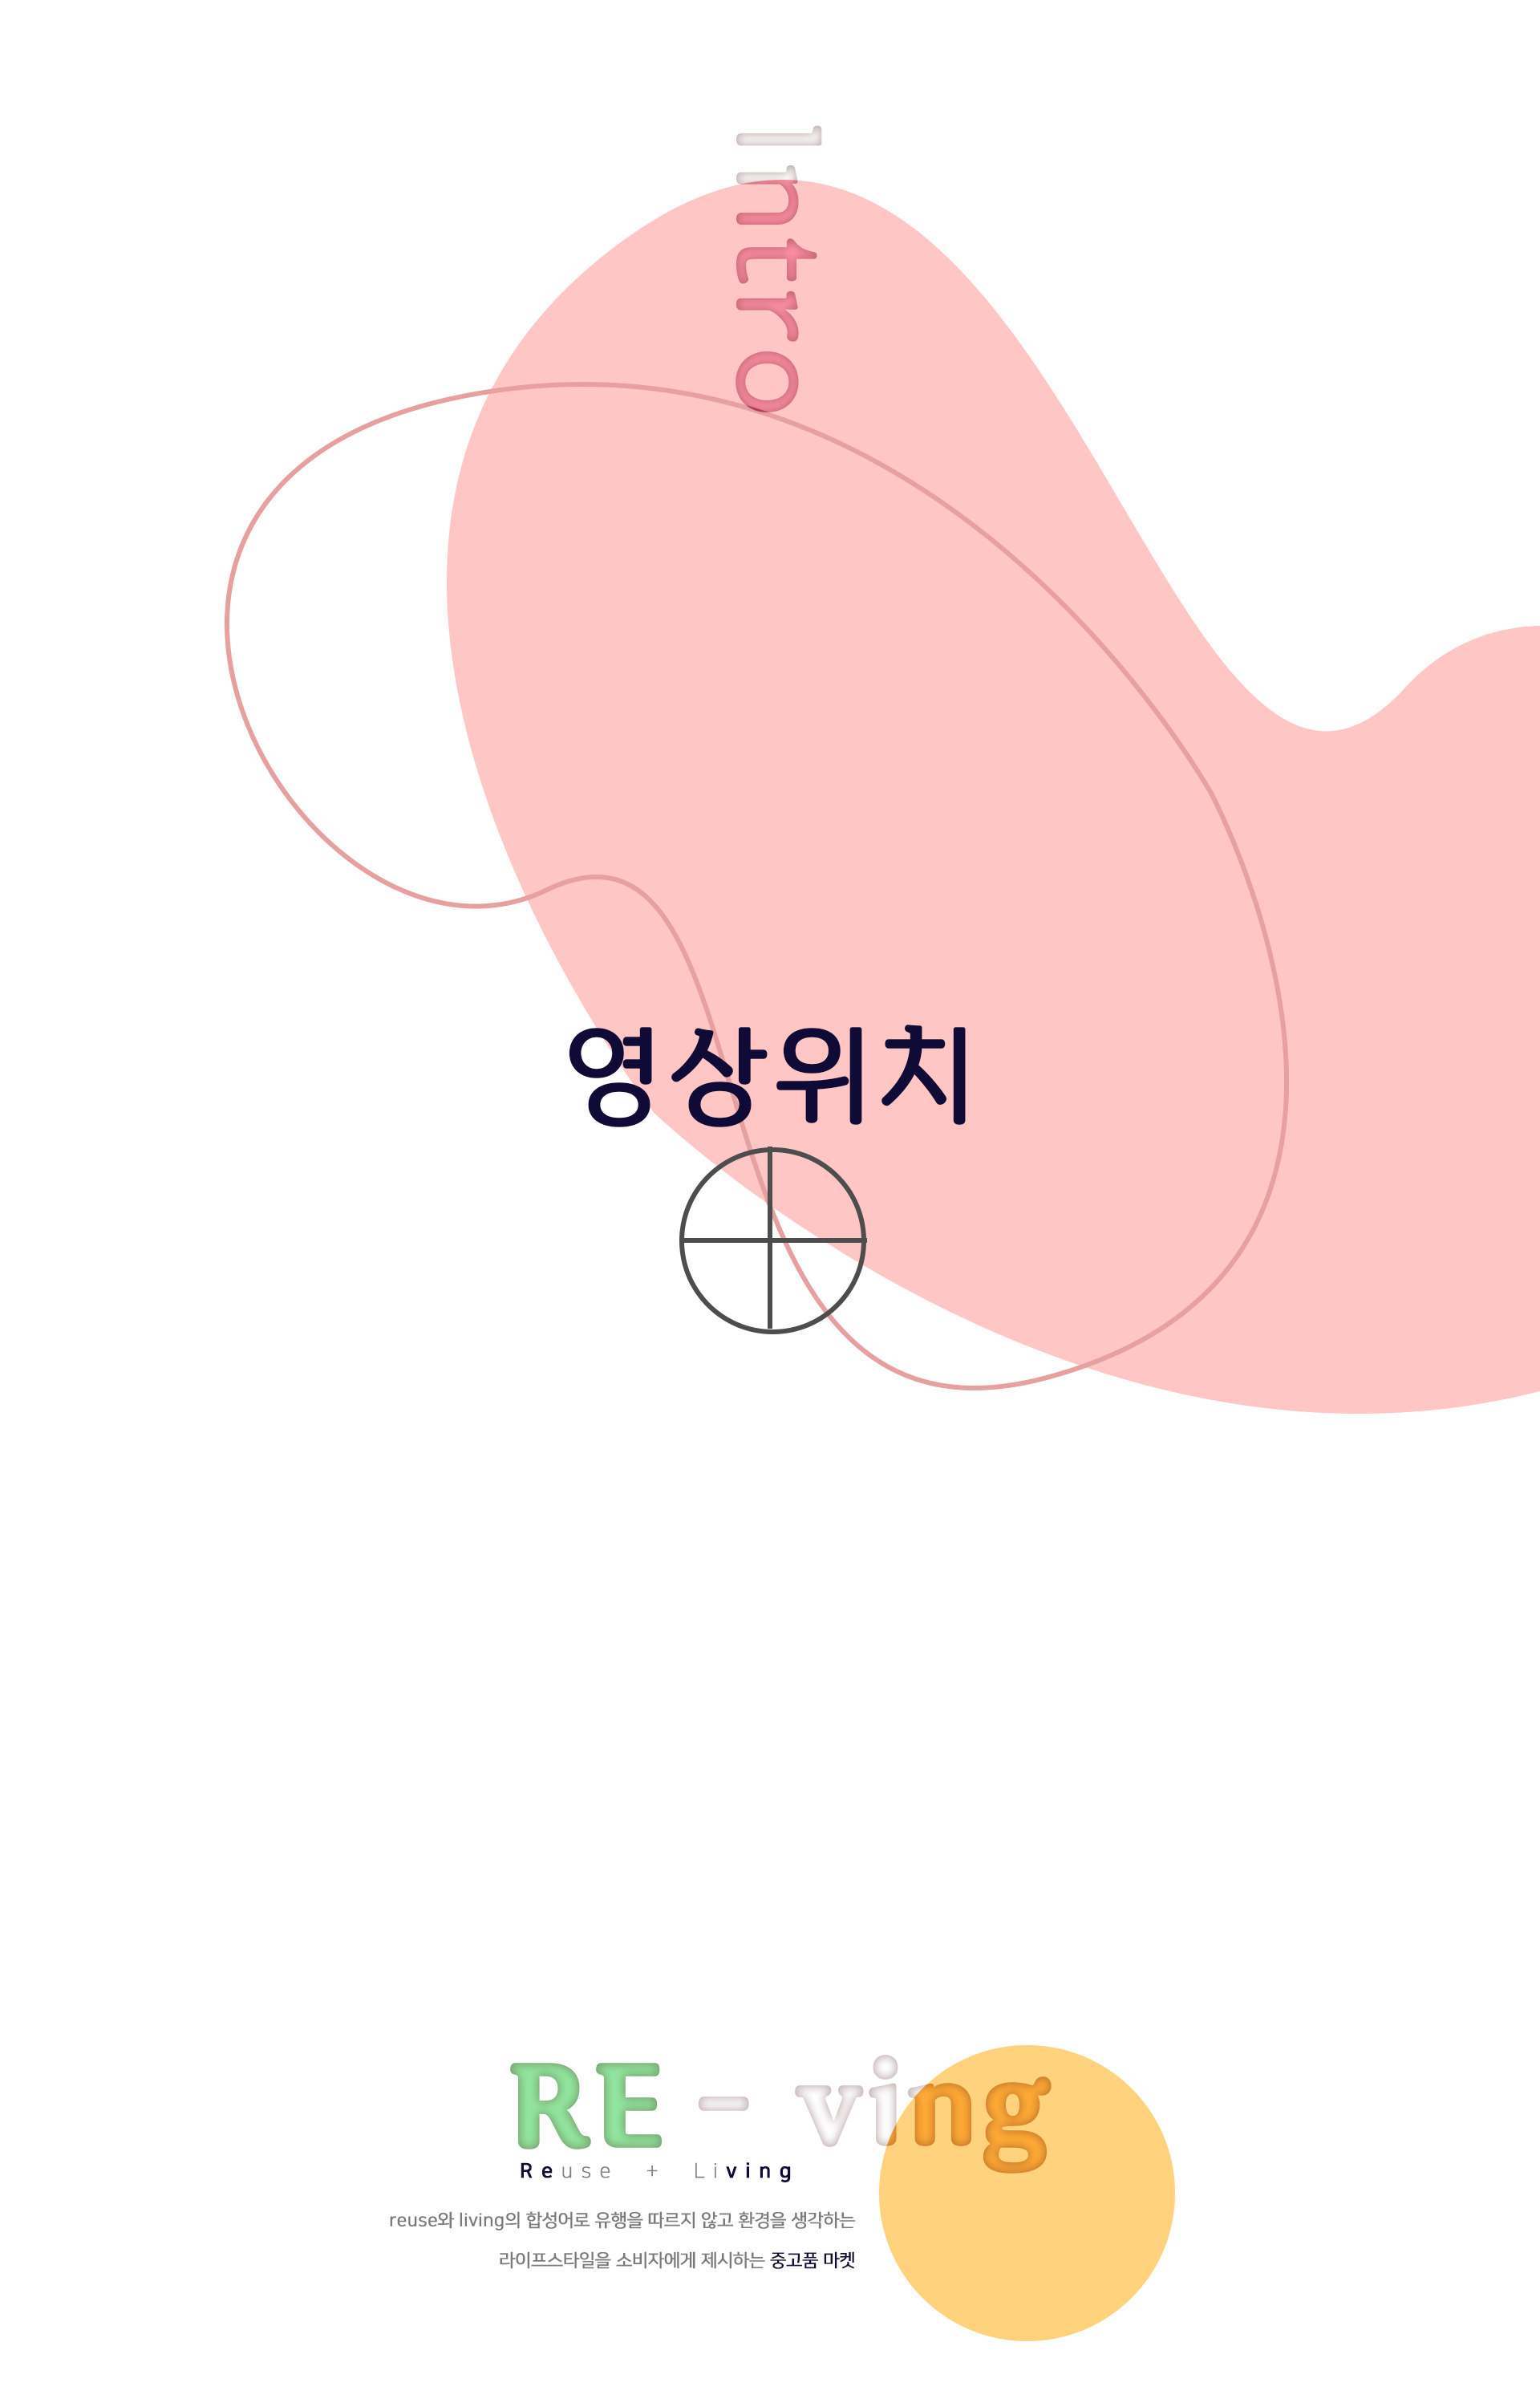 Intro
영상위치
RE - ving
Reuse + Living
reuse와 living의 합성어로 유행을 따르지 않고 환경을 생각하는
라이프스타일을 소비자에게 제시하는 중고품 마켓